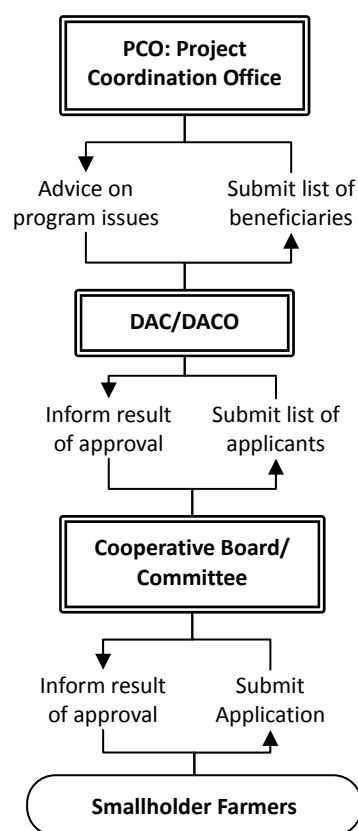 PCO: Project
Coordination Office
Advice on
program issues
Submit list of
beneficiaries
DAC/DACO
Inform result
of approval
Submit list of
applicants
Cooperative Board/
Committee
Inform result
of approval
Submit
Application
Smallholder Farmers